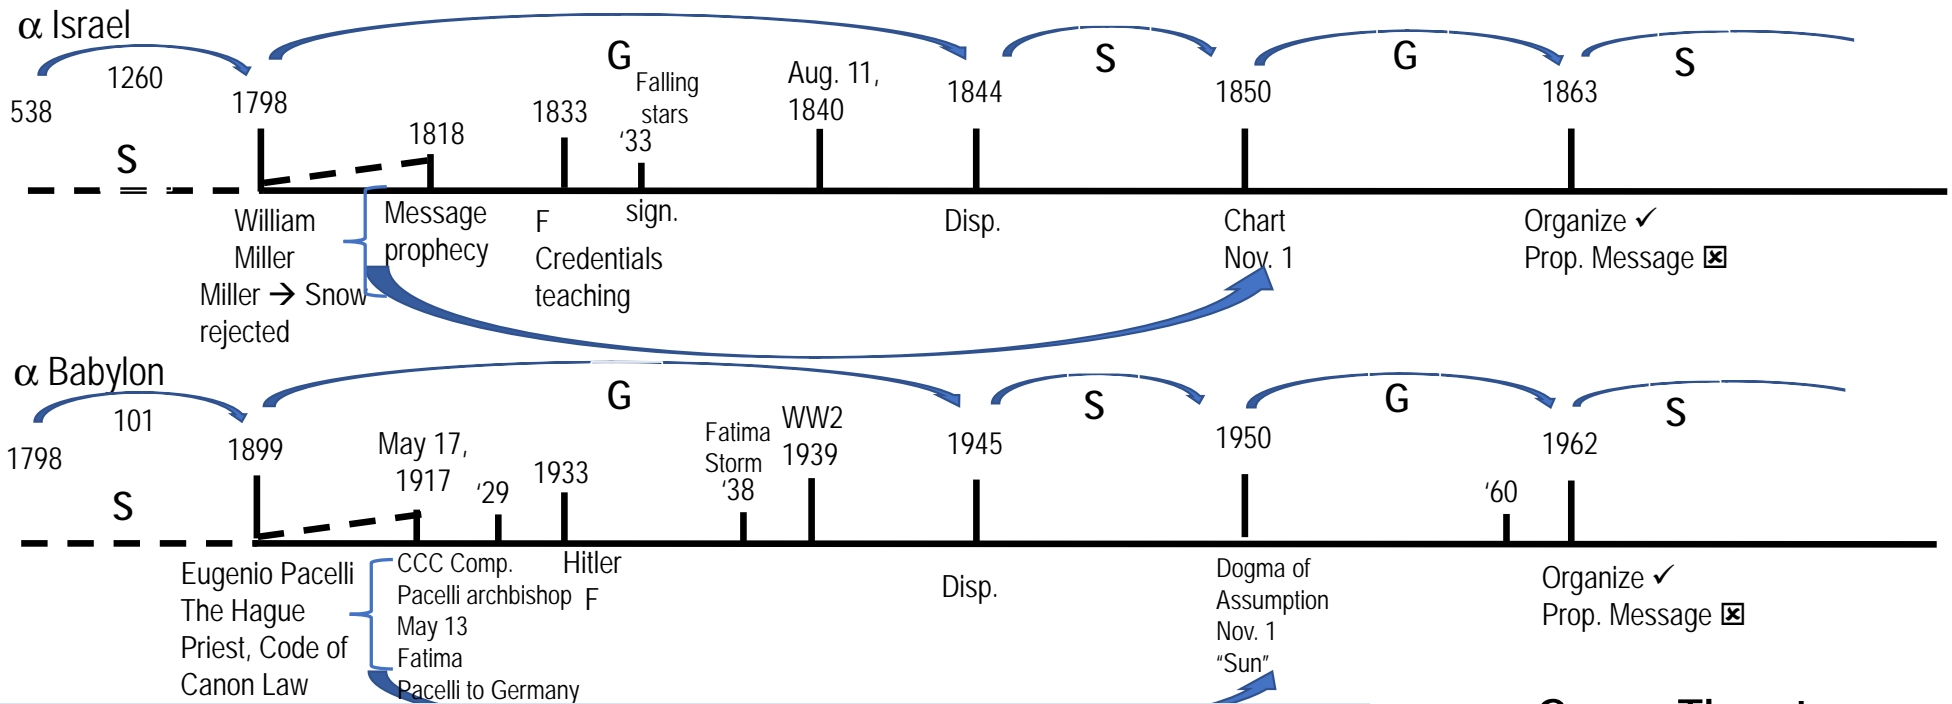 α Israel
1260
538
1798
S
G
1818
1833
Falling
stars
‘33
Aug. 11,
1840
1844
S
1850
G
1863
S
William
Miller
Miller → Snow
rejected
Message
prophecy
F
Credentials
teaching
sign.
Disp.
Chart
Nov. 1
Organize ✓
Prop. Message ☒
α Babylon
101
1798
1899
S
G
May 17,
1917
‘29
1933
Fatima
Storm
‘38
WW2
1939
1945
S
1950
G
‘60
1962
S
Eugenio Pacelli
The Hague
Priest, Code of
Canon Law
CCC Comp.
Pacelli archbishop
May 13
Fatima
Pacelli to Germany
Hitler
F
Disp.
Dogma of
Assumption
Nov. 1
“Sun”
Organize ✓
Prop. Message ☒